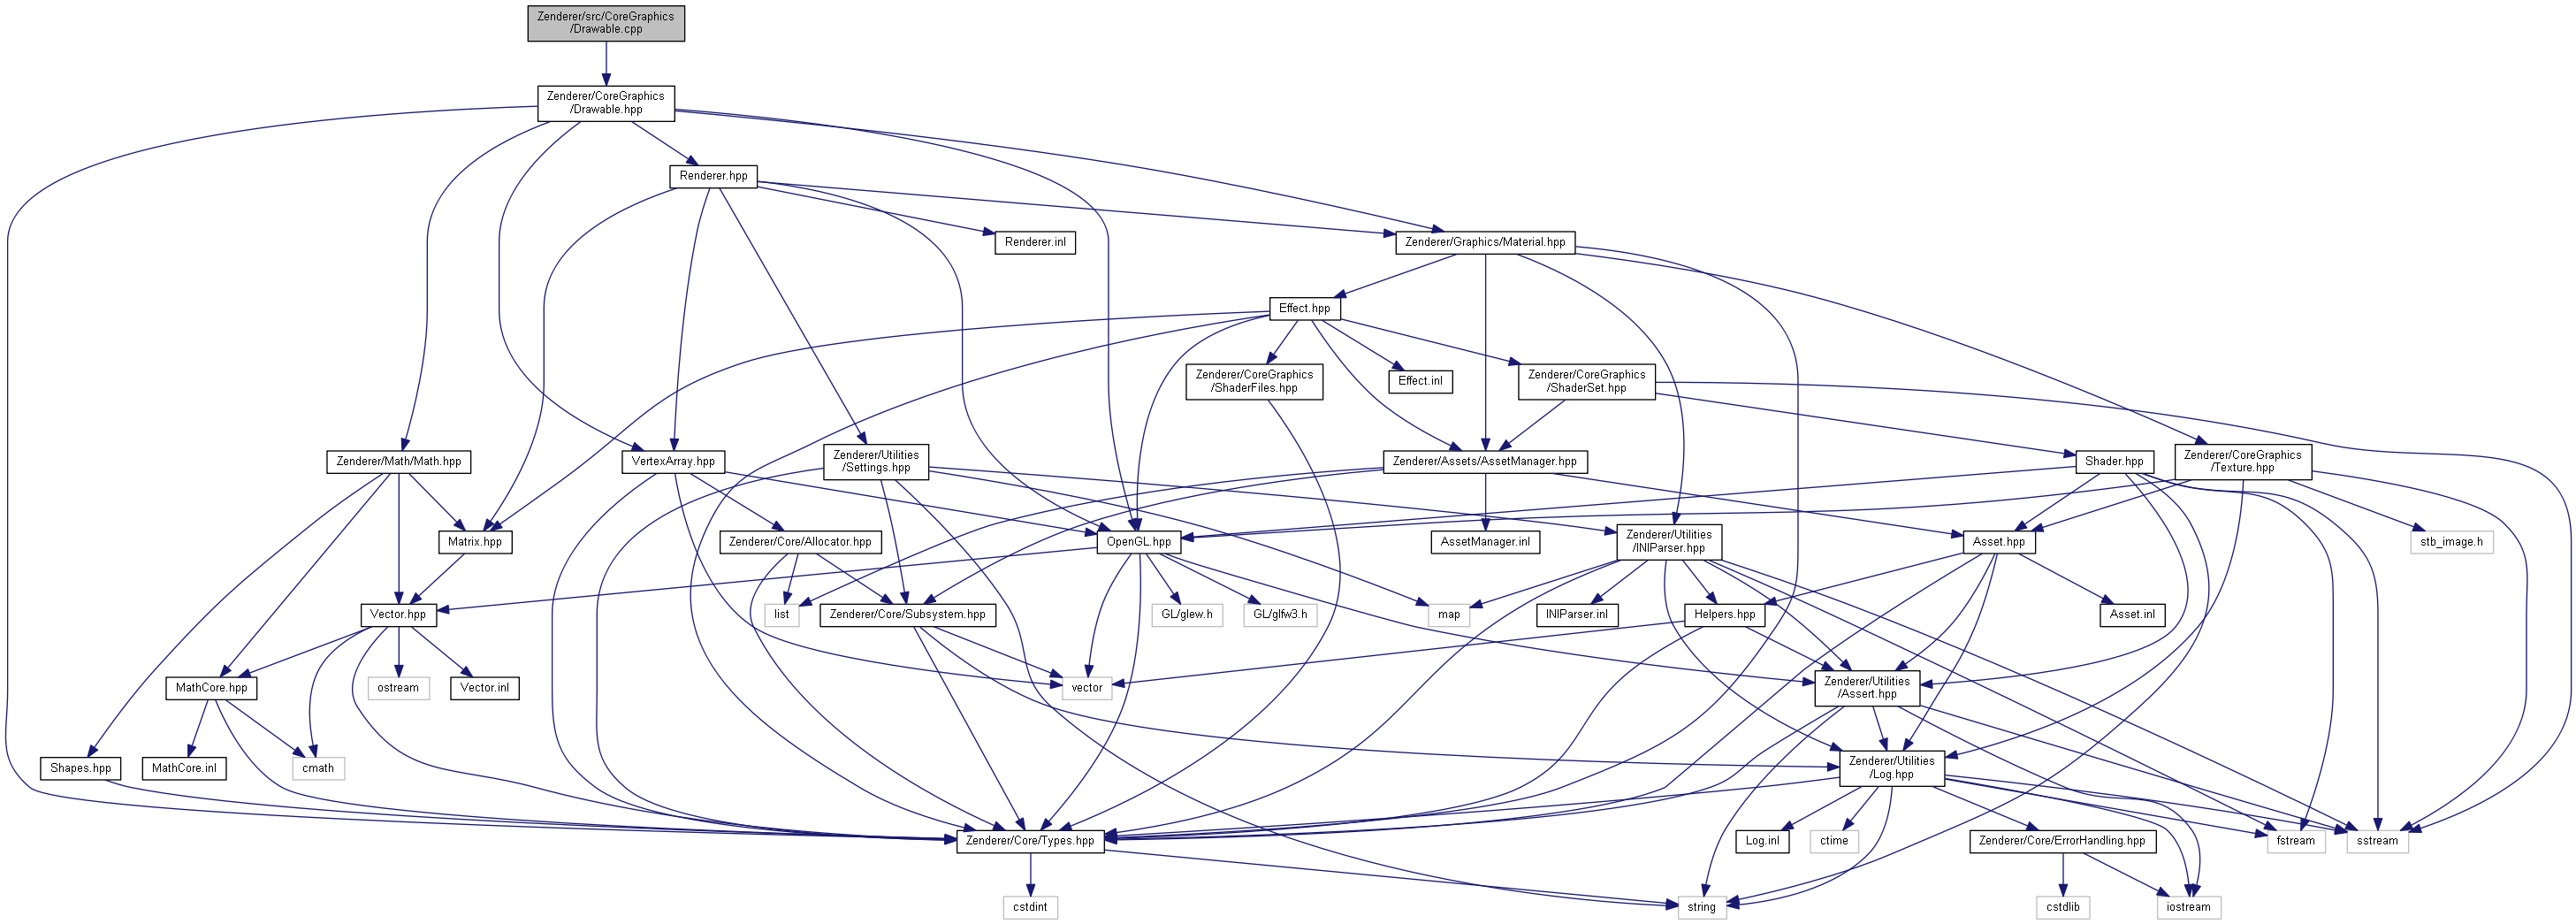 Zenderer/src/CoreGraphics
/Drawable.cpp
Zenderer/CoreGraphics
/Drawable.hpp
Renderer.hpp
Renderer.inl
Zenderer/Graphics/Material.hpp
Effect.hpp
Zenderer/CoreGraphics
/ShaderFiles.hpp
Effect.inl
Zenderer/CoreGraphics
/ShaderSet.hpp
Zenderer/Math/Math.hpp
VertexArray.hpp
Zenderer/Utilities
/Settings.hpp
Zenderer/Assets/AssetManager.hpp
Shader.hpp
Zenderer/CoreGraphics
/Texture.hpp
Matrix.hpp
Zenderer/Core/Allocator.hpp
OpenGL.hpp
AssetManager.inl
Zenderer/Utilities
/INIParser.hpp
Asset.hpp
stb_image.h
Vector.hpp
list
Zenderer/Core/Subsystem.hpp
GL/glew.h
GL/glfw3.h
map
INIParser.inl
Helpers.hpp
Asset.inl
MathCore.hpp
ostream
Vector.inl
vector
Zenderer/Utilities
/Assert.hpp
Shapes.hpp
MathCore.inl
cmath
Zenderer/Utilities
/Log.hpp
Zenderer/Core/Types.hpp
Log.inl
ctime
Zenderer/Core/ErrorHandling.hpp
fstream
sstream
cstdint
string
cstdlib
iostream